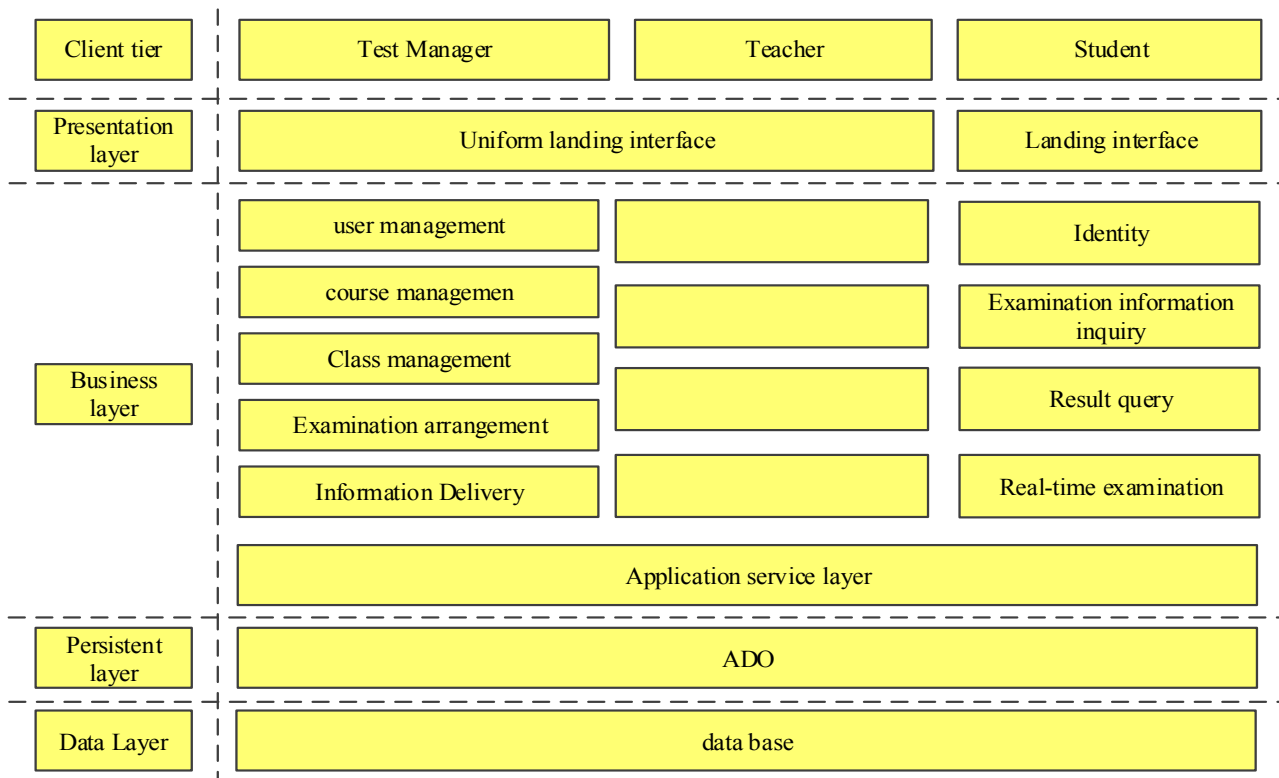 Client tier
Test Manager
Teacher
Student
Presentation
layer
Uniform landing interface
Landing interface
Business
layer
user management
course managemen
Class management
Examination arrangement
Information Delivery
Identity
Examination information
inquiry
Result query
Real-time examination
Application service layer
Persistent
layer
ADO
Data Layer
data base